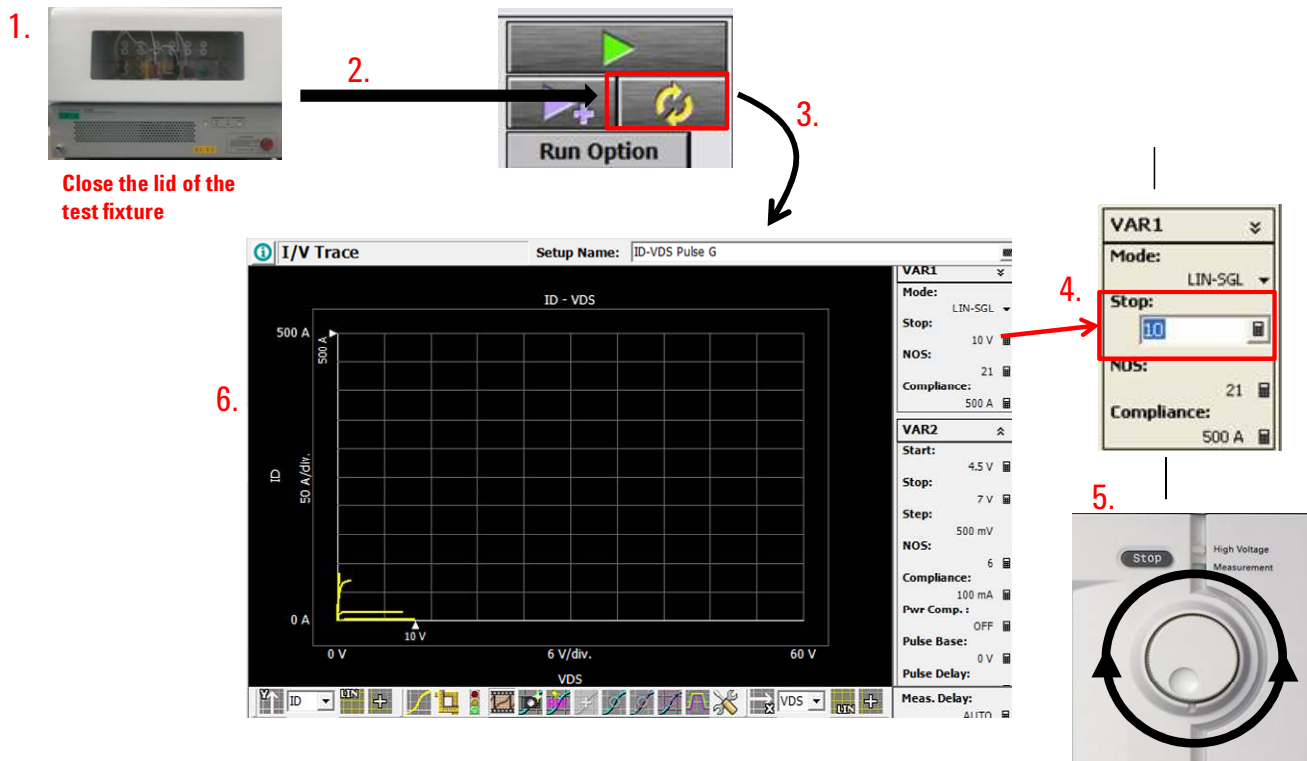 1.
Close the lid of the
test fixture
2.
Run Option
3.
I/V Trace
Setup Name: ID-VDS Pulse G
ID - VDS
500 A
500 A
ID
50 A/div.
0 A
10 V
0 V
6 V/div.
60 V
VDS
VAR1
Mode:
LIN-SGL
Stop:
10 V
NOS:
21
Compliance:
500 A
VAR2
Start:
4.5 V
Stop:
7 V
Step:
500 mV
NOS:
6
Compliance:
100 mA
Pwr Comp. :
OFF
Pulse Base:
0 V
Pulse Delay:
Meas. Delay:
AUTO
Y
ID
LIN
X
VDS
LIN
4.
VAR1
Mode:
LIN-SGL
Stop:
10
NOS:
21
Compliance:
500 A
5.
Stop
High Voltage
Measurement
6.